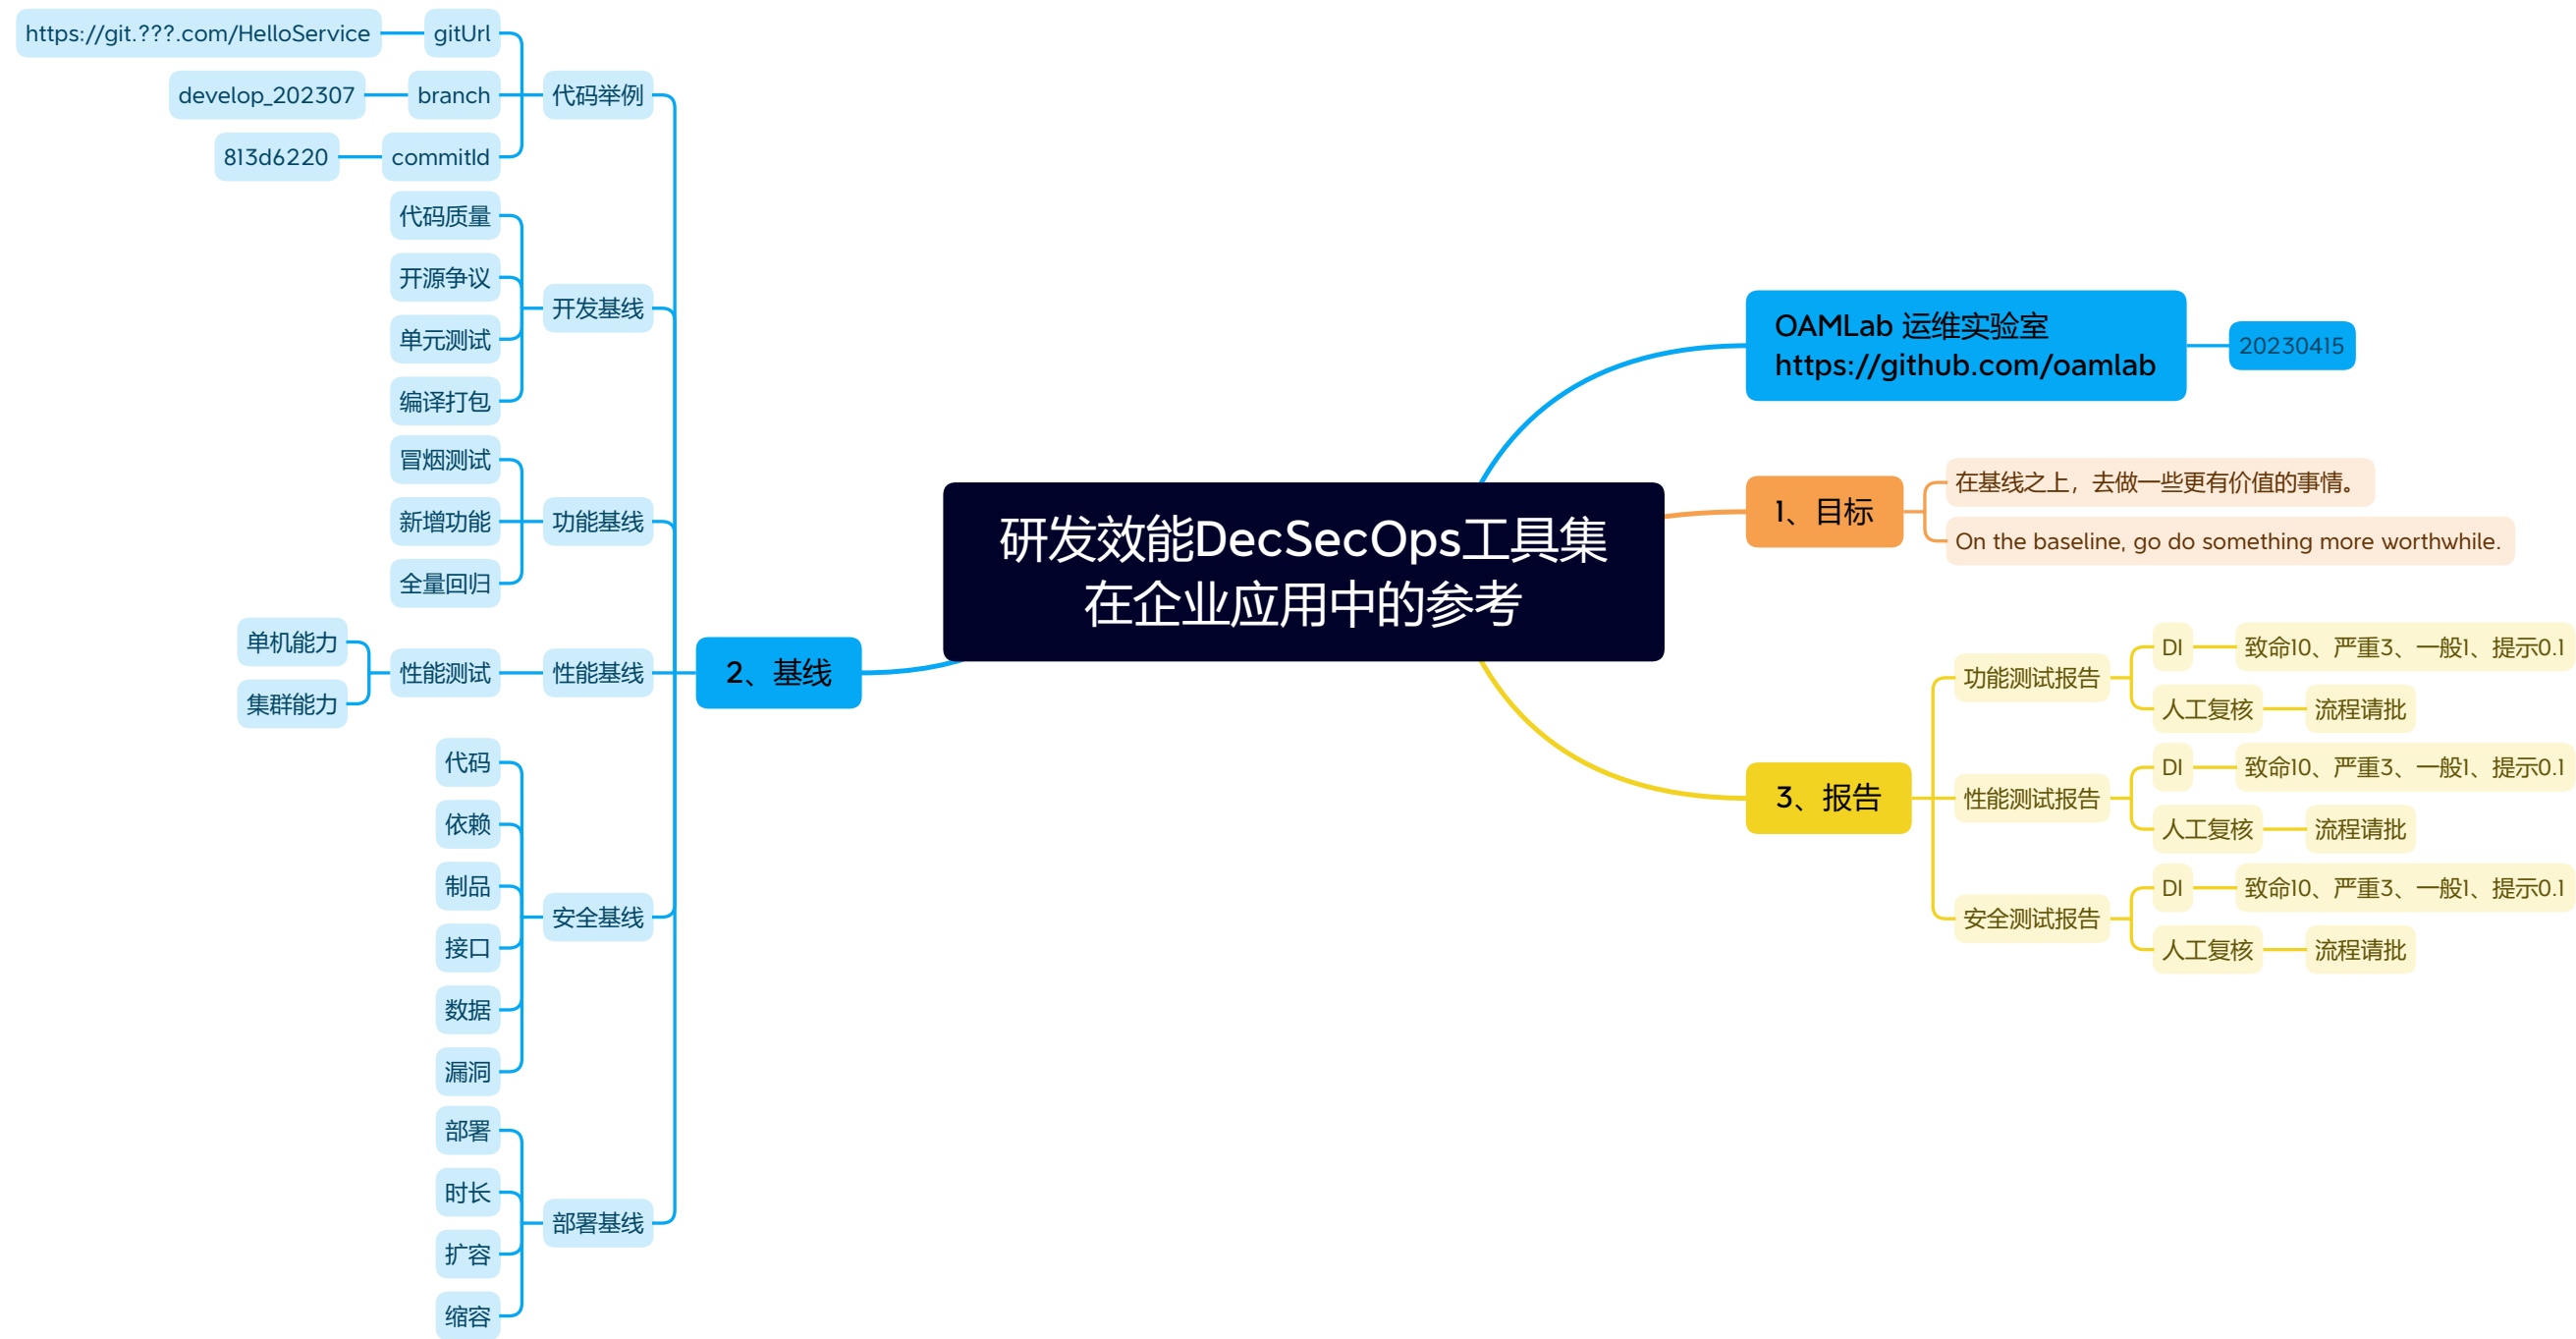 研发效能DecSecOps工具集
在企业应用中的参考
OAMLab 运维实验室
https://github.com/oamlab
20230415
1、目标
在基线之上，去做一些更有价值的事情。
On the baseline, go do something more worthwhile.
2、基线
代码举例
gitUrl
https://git.???.com/HelloService
branch
develop_202307
commitId
813d6220
开发基线
代码质量
开源争议
单元测试
编译打包
功能基线
冒烟测试
新增功能
全量回归
性能基线
性能测试
单机能力
集群能力
安全基线
代码
依赖
制品
接口
数据
漏洞
部署基线
部署
时长
扩容
缩容
3、报告
功能测试报告
DI
致命10、严重3、一般1、提示0.1
人工复核
流程请批
性能测试报告
DI
致命10、严重3、一般1、提示0.1
人工复核
流程请批
安全测试报告
DI
致命10、严重3、一般1、提示0.1
人工复核
流程请批